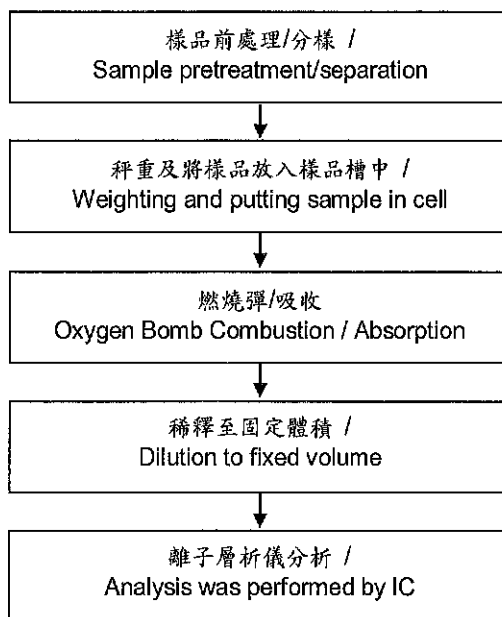 樣品前處理/分樣 /
Sample pretreatment/separation
秤重及將樣品放入樣品槽中 /
Weighting and putting sample in cell
燃燒彈/吸收
Oxygen Bomb Combustion / Absorption
稀釋至固定體積 /
Dilution to fixed volume
離子層析儀分析 /
Analysis was performed by IC